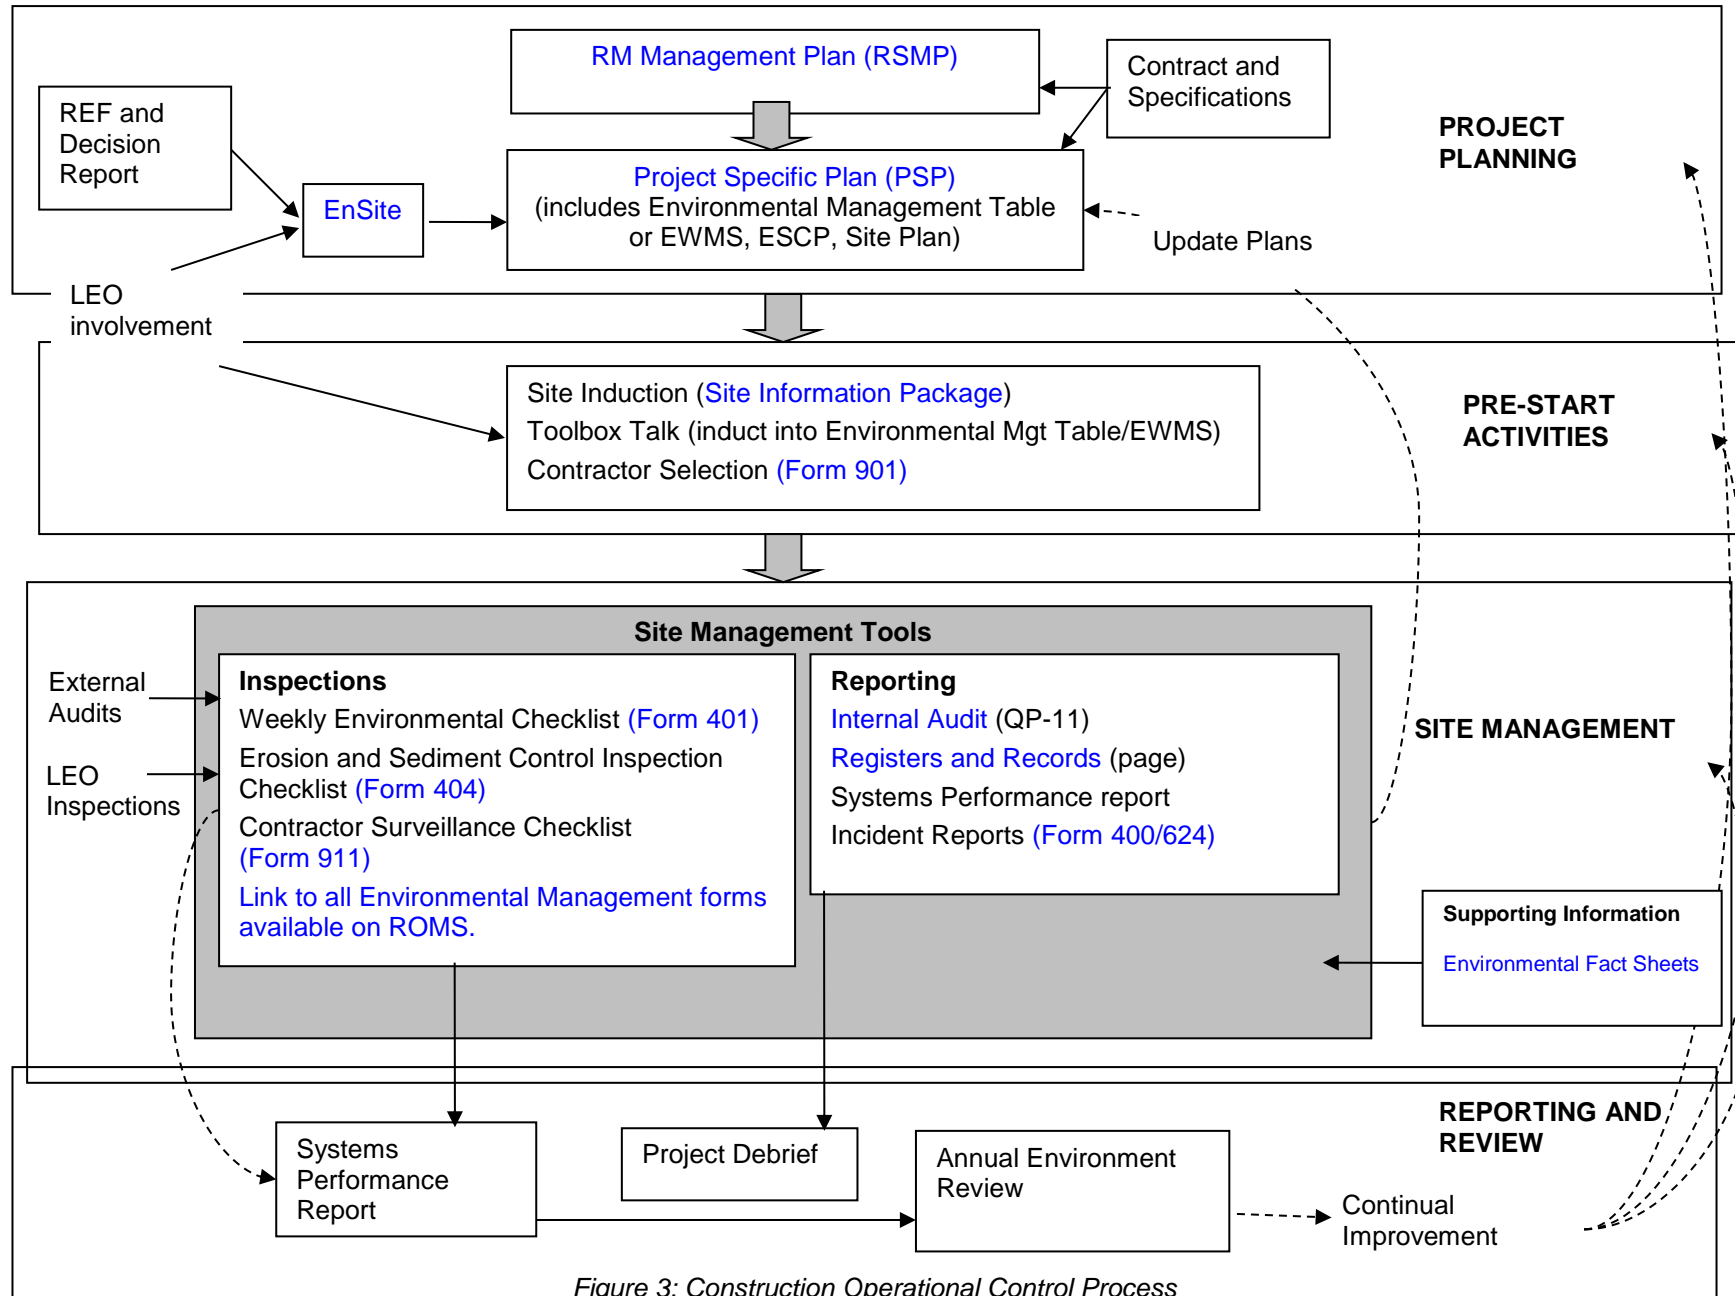 RM Management Plan (RSMP)
Contract and
Specifications
REF and
Decision
Report
PROJECT
PLANNING
EnSite
Project Specific Plan (PSP)
(includes Environmental Management Table
or EWMS, ESCP, Site Plan)
Update Plans
LEO
involvement
Site Induction (Site Information Package)
Toolbox Talk (induct into Environmental Mgt Table/EWMS)
Contractor Selection (Form 901)
PRE-START
ACTIVITIES
Site Management Tools
External
Audits
LEO
Inspections
Inspections
Weekly Environmental Checklist (Form 401)
Erosion and Sediment Control Inspection
Checklist (Form 404)
Contractor Surveillance Checklist
(Form 911)
Link to all Environmental Management forms
available on ROMS.
Reporting
Internal Audit (QP-11)
Registers and Records (page)
Systems Performance report
Incident Reports (Form 400/624)
SITE MANAGEMENT
Supporting Information
Environmental Fact Sheets
REPORTING AND
REVIEW
Systems
Performance
Report
Project Debrief
Annual Environment
Review
Continual
Improvement
Figure 3: Construction Operational Control Process